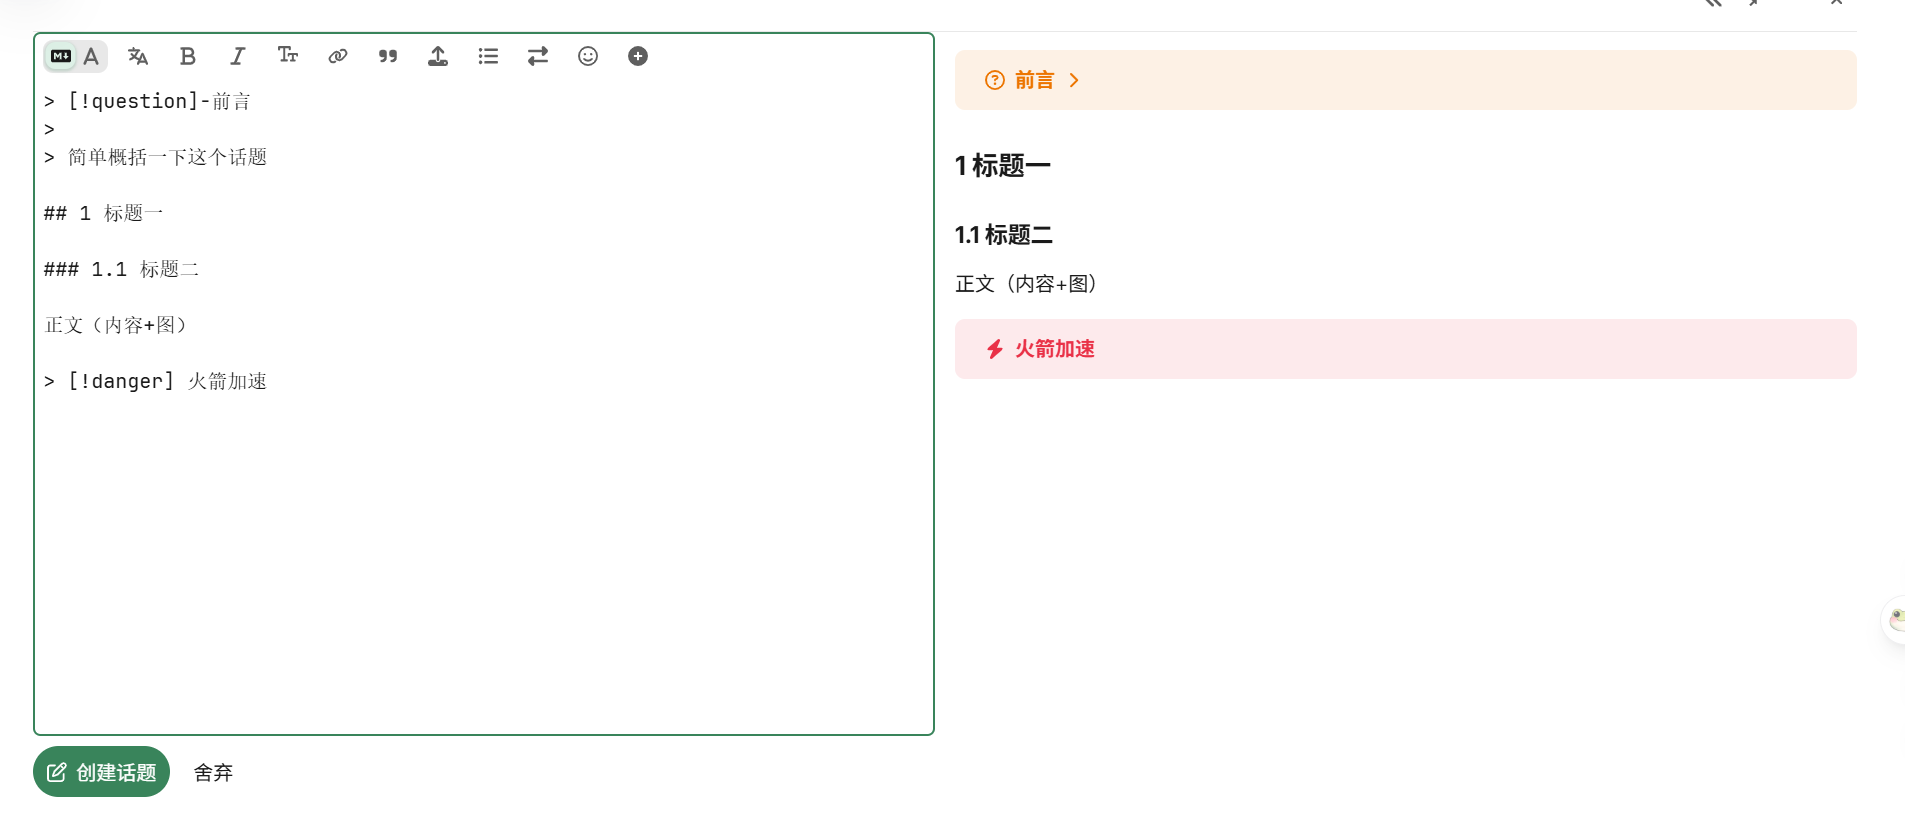 M↓ A
> [!question]-前言
>
> 简单概括一下这个话题
## 1 标题一
### 1.1 标题二
正文（内容+图）
> [!danger] 火箭加速
创建话题 舍弃
前言
1 标题一
1.1 标题二
正文（内容+图）
火箭加速